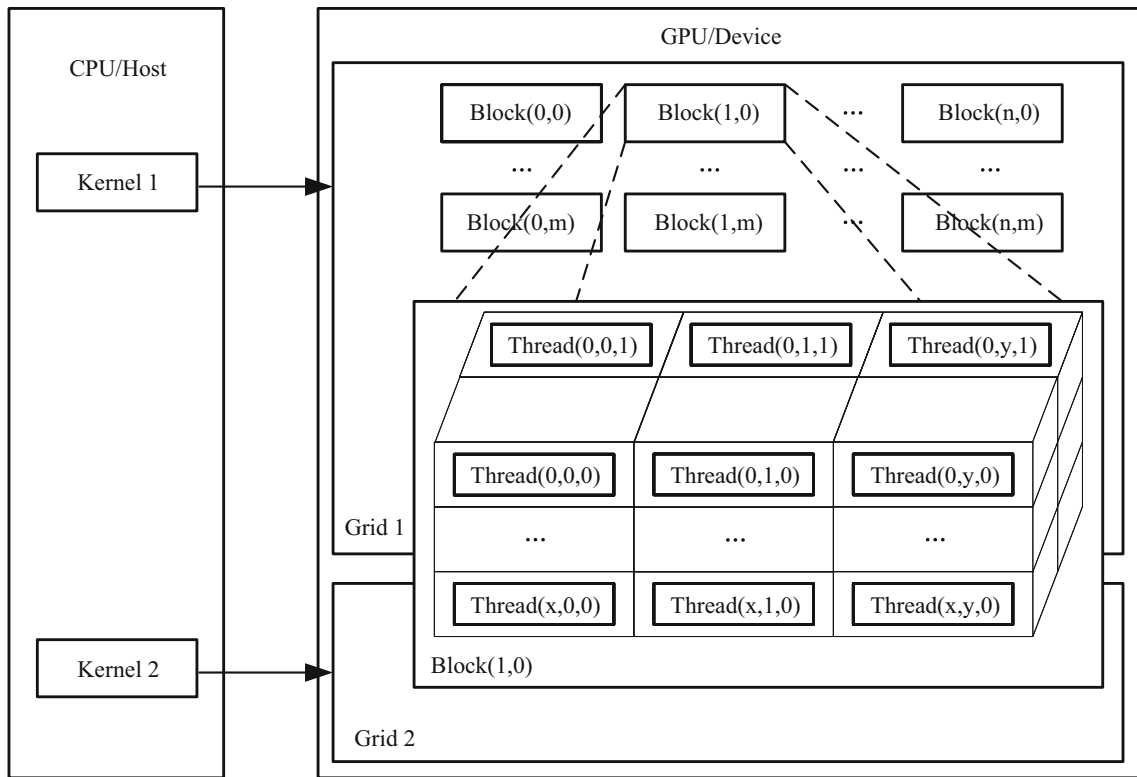 GPU/Device
CPU/Host
Block(0,0) Block(1,0) ... Block(n,0)
... ... ... ...
Kernel 1
Block(0,m) Block(1,m) ... Block(n,m)
Thread(0,0,1) Thread(0,1,1) Thread(0,y,1)
Thread(0,0,0) Thread(0,1,0) Thread(0,y,0)
Grid 1
... ... ...
Thread(x,0,0) Thread(x,1,0) Thread(x,y,0)
Kernel 2
Block(1,0)
Grid 2